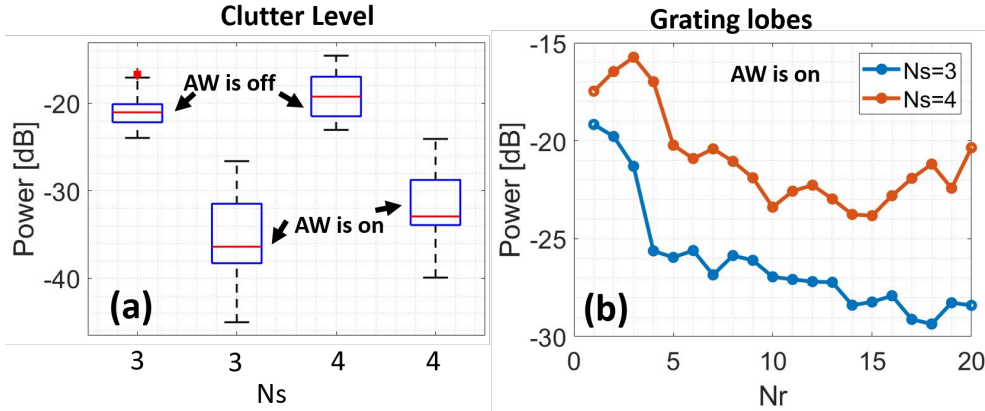 Clutter Level
Power [dB]
-20
-30
-40
AW is off
AW is on
(a)
3
3
4
4
Ns
Grating lobes
Power [dB]
-15
-20
-25
-30
AW is on
Ns=3
Ns=4
(b)
0
5
10
15
20
Nr